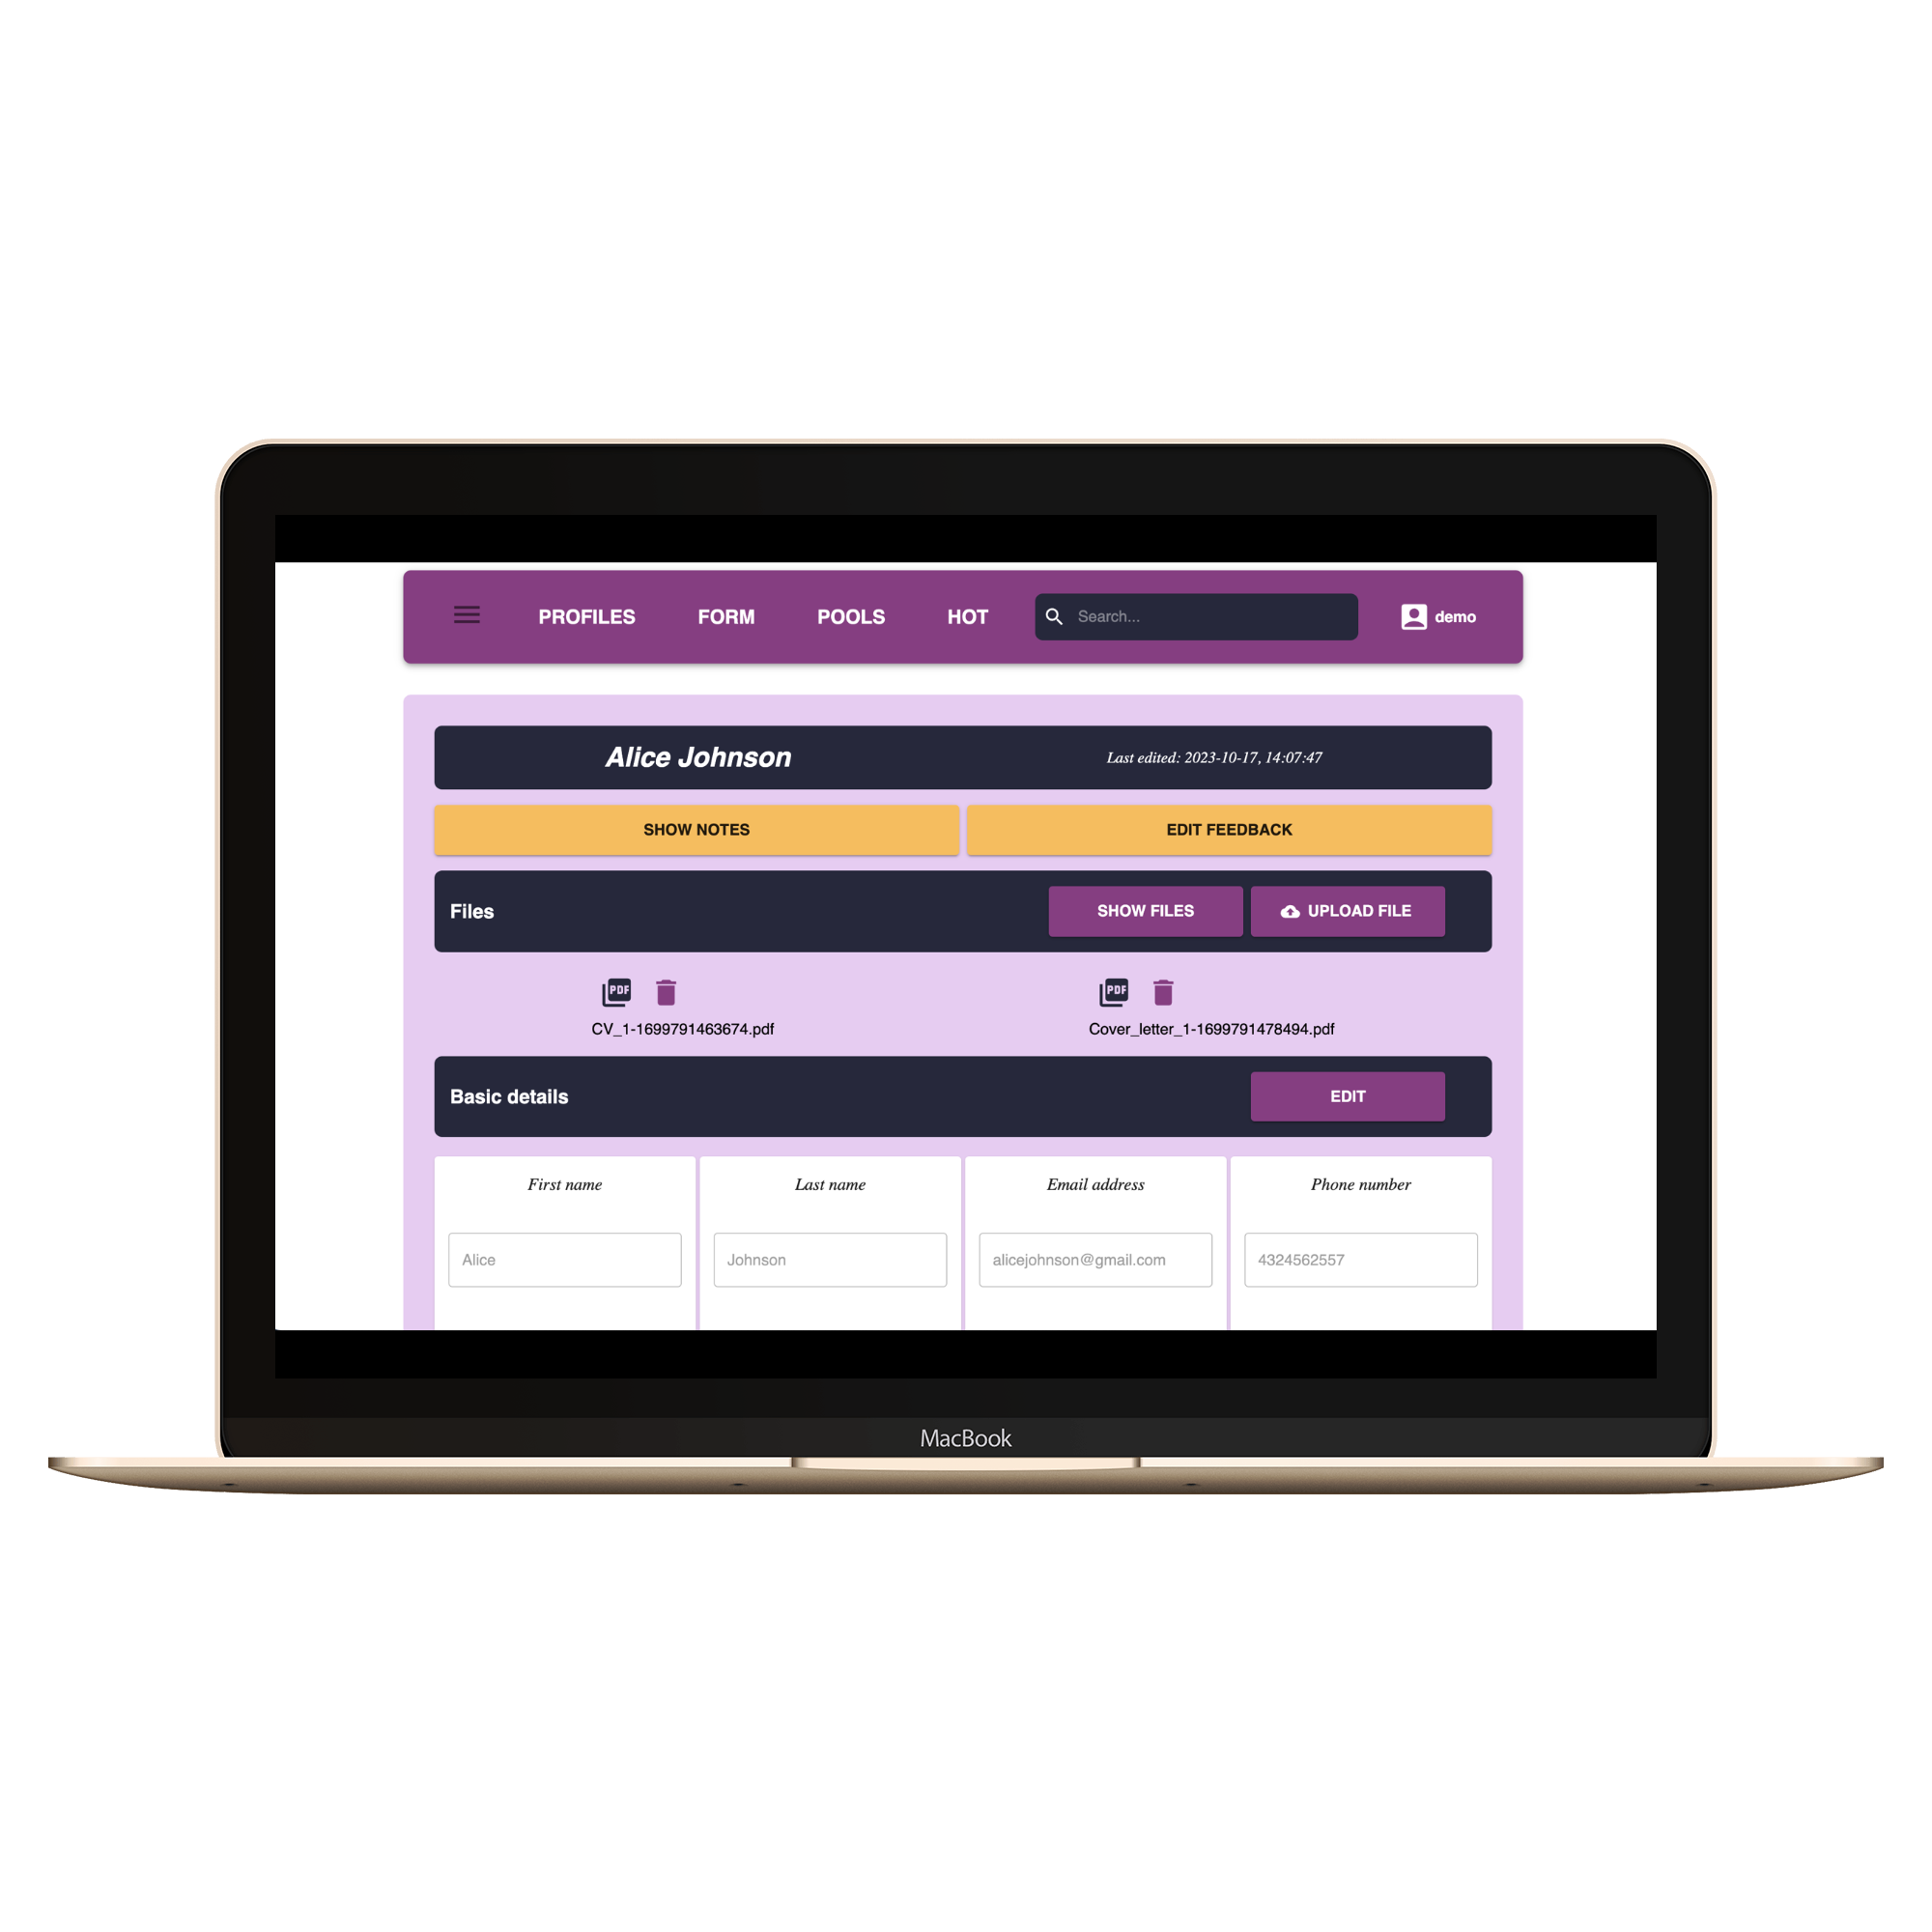 PROFILES FORM POOLS HOT Search... demo
Alice Johnson Last edited: 2023-10-17, 14:07:47
SHOW NOTES EDIT FEEDBACK
Files SHOW FILES UPLOAD FILE
PDF PDF
CV_1-1699791463674.pdf Cover_letter_1-1699791478494.pdf
Basic details EDIT
First name Last name Email address Phone number
Alice Johnson alicejohnson@gmail.com 4324562557
MacBook